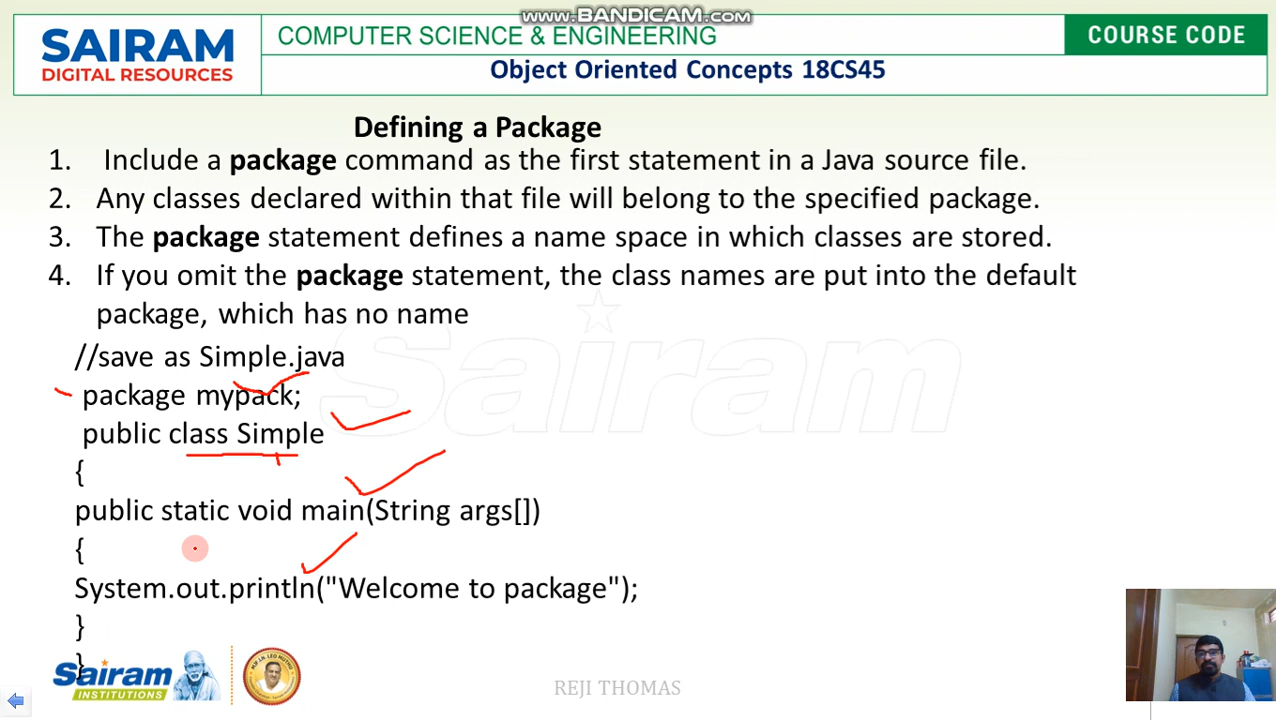 www.BANDICAM.com
SAIRAM
DIGITAL RESOURCES
COMPUTER SCIENCE & ENGINEERING
COURSE CODE
Object Oriented Concepts 18CS45
Defining a Package
1. Include a package command as the first statement in a Java source file.
2. Any classes declared within that file will belong to the specified package.
3. The package statement defines a name space in which classes are stored.
4. If you omit the package statement, the class names are put into the default
package, which has no name
//save as Simple.java
package mypack;
public class Simple
{
public static void main(String args[])
{
System.out.println("Welcome to package");
}
}
Sairam
Sairam
INSTITUTIONS
REJI THOMAS